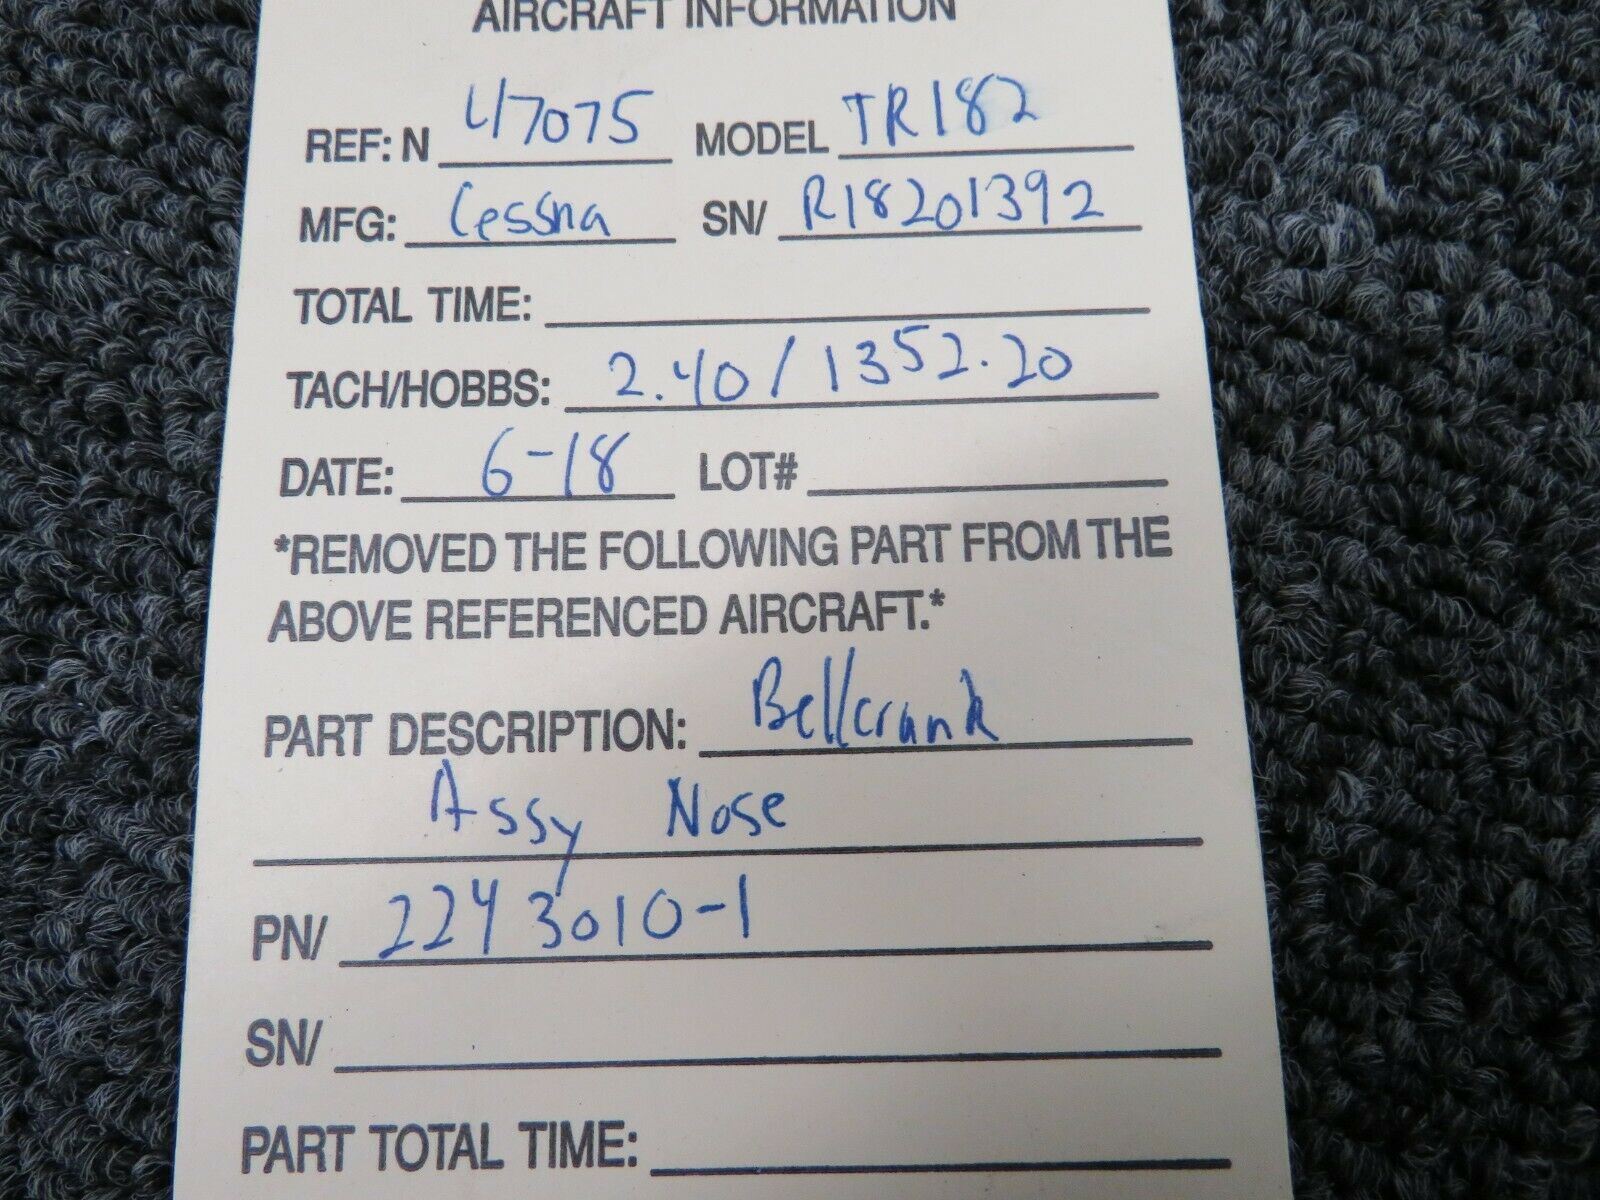 AIRCRAFT INFORMATION
REF: N 47075 MODEL TR182
MFG: Cessna SN/ R18201392
TOTAL TIME:
TACH/HOBBS: 2.40 / 1352.20
DATE: 6-18 LOT#
*REMOVED THE FOLLOWING PART FROM THE
ABOVE REFERENCED AIRCRAFT.*
PART DESCRIPTION: Bellcrank
Assy Nose
PN/ 2243010-1
SN/
PART TOTAL TIME: